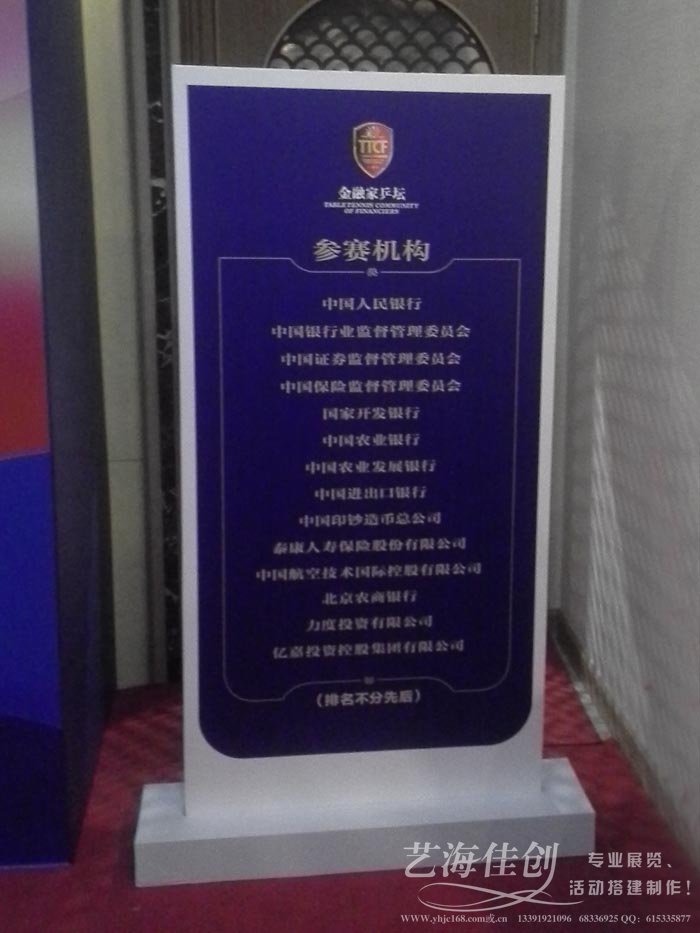 TTCF
金融家乒坛
TABLE TENNIS COMMUNITY
OF FINANCIERS
参赛机构
中国人民银行
中国银行业监督管理委员会
中国证券监督管理委员会
中国保险监督管理委员会
国家开发银行
中国农业银行
中国农业发展银行
中国进出口银行
中国印钞造币总公司
泰康人寿保险股份有限公司
中国航空技术国际控股有限公司
北京农商银行
力度投资有限公司
亿嘉投资控股集团有限公司
（排名不分先后）
艺海佳创 专业展览、
活动搭建制作！
www.yhjc168.com或.cn 13391921096 68336925 QQ：615335877